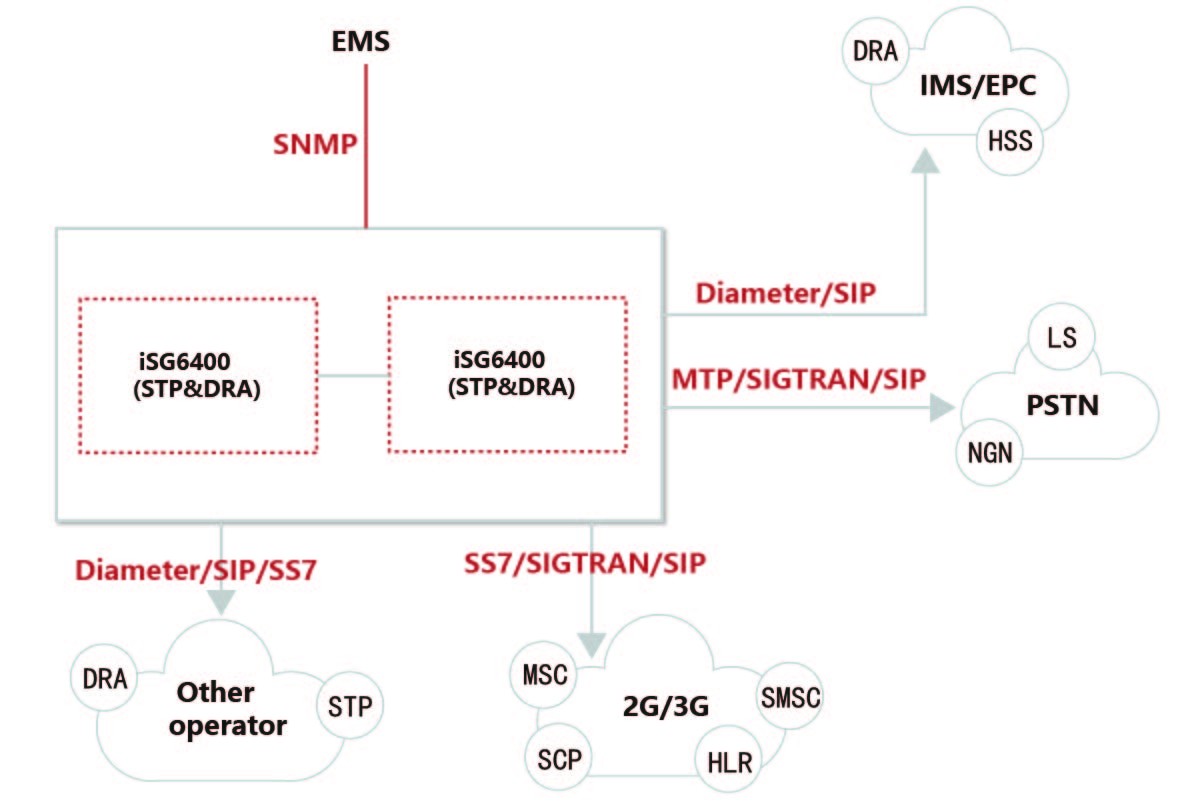 EMS
DRA
IMS/EPC
SNMP
HSS
Diameter/SIP
LS
iSG6400
(STP&DRA)
iSG6400
(STP&DRA)
MTP/SIGTRAN/SIP
PSTN
NGN
Diameter/SIP/SS7
SS7/SIGTRAN/SIP
DRA
Other
operator
STP
MSC
2G/3G
SMSC
SCP
HLR